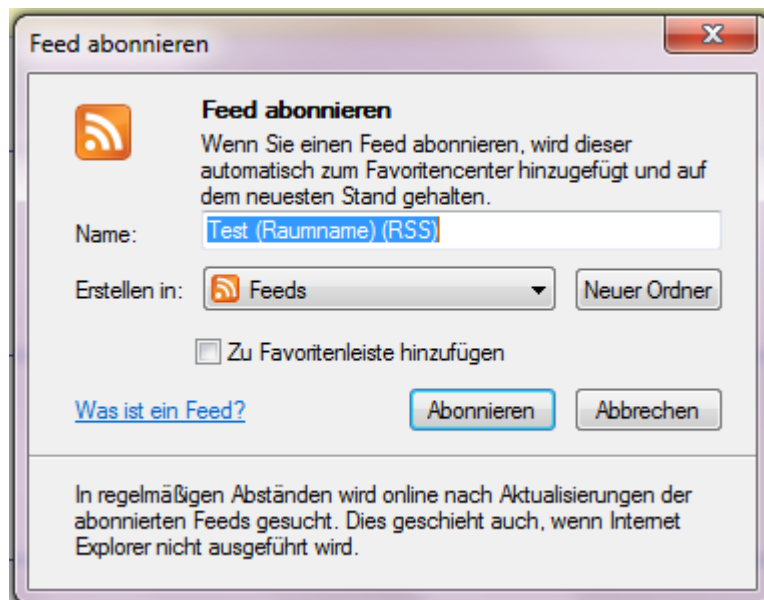 Feed abonnieren
Feed abonnieren
Wenn Sie einen Feed abonnieren, wird dieser
automatisch zum Favoritencenter hinzugefügt und auf
dem neuesten Stand gehalten.
Name: Test (Raumname) (RSS)
Erstellen in: Feeds Neuer Ordner
Zu Favoritenleiste hinzufügen
Was ist ein Feed? Abonnieren Abbrechen
In regelmäßigen Abständen wird online nach Aktualisierungen der
abonnierten Feeds gesucht. Dies geschieht auch, wenn Internet
Explorer nicht ausgeführt wird.